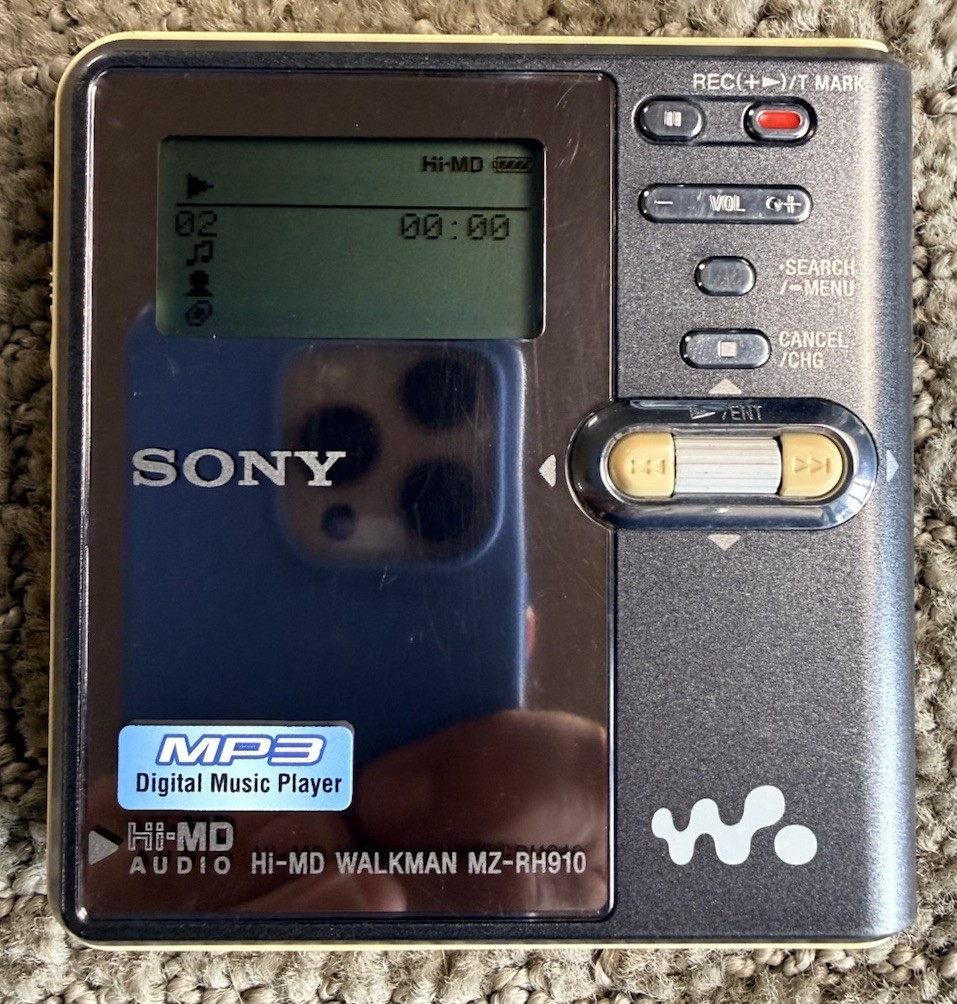 REC(+►)/T MARK
Hi-MD
02 00:00
− VOL +
•SEARCH
/−MENU
CANCEL
/CHG
►/ENT
SONY
MP3
Digital Music Player
Hi-MD
AUDIO
Hi-MD WALKMAN MZ-RH910